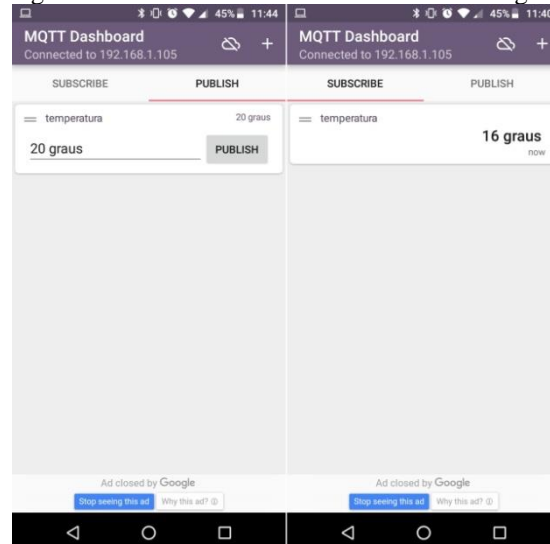 45% 11:44
MQTT Dashboard
Connected to 192.168.1.105
SUBSCRIBE PUBLISH
temperatura 20 graus
20 graus PUBLISH
Ad closed by Google
Stop seeing this ad Why this ad?
45% 11:40
MQTT Dashboard
Connected to 192.168.1.105
SUBSCRIBE PUBLISH
temperatura
16 graus
now
Ad closed by Google
Stop seeing this ad Why this ad?